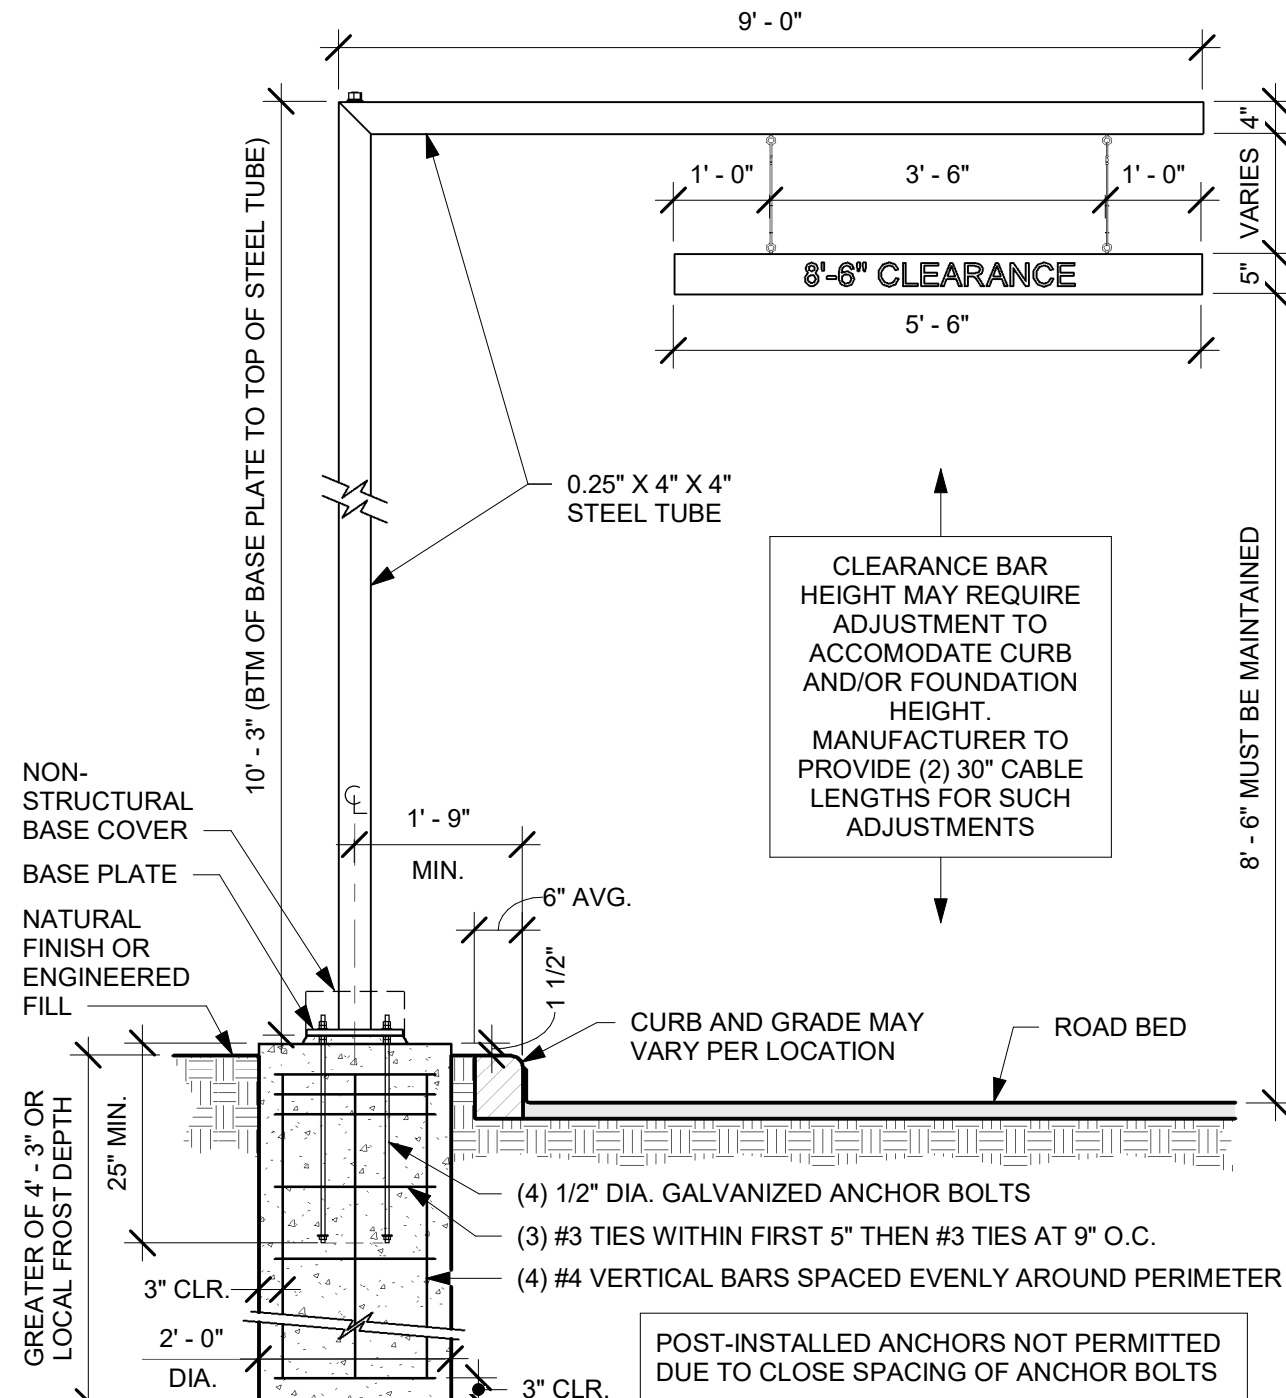 9' - 0"
10' - 3" (BTM OF BASE PLATE TO TOP OF STEEL TUBE)
4"
VARIES
5"
1' - 0"
3' - 6"
1' - 0"
8'-6" CLEARANCE
5' - 6"
0.25" X 4" X 4"
STEEL TUBE
CLEARANCE BAR
HEIGHT MAY REQUIRE
ADJUSTMENT TO
ACCOMODATE CURB
AND/OR FOUNDATION
HEIGHT.
MANUFACTURER TO
PROVIDE (2) 30" CABLE
LENGTHS FOR SUCH
ADJUSTMENTS
8' - 6" MUST BE MAINTAINED
NON-
STRUCTURAL
BASE COVER
BASE PLATE
NATURAL
FINISH OR
ENGINEERED
FILL
CL
1' - 9"
MIN.
6" AVG.
1 1/2"
CURB AND GRADE MAY
VARY PER LOCATION
ROAD BED
GREATER OF 4' - 3" OR
LOCAL FROST DEPTH
25" MIN.
(4) 1/2" DIA. GALVANIZED ANCHOR BOLTS
(3) #3 TIES WITHIN FIRST 5" THEN #3 TIES AT 9" O.C.
(4) #4 VERTICAL BARS SPACED EVENLY AROUND PERIMETER
3" CLR.
2' - 0"
DIA.
3" CLR.
POST-INSTALLED ANCHORS NOT PERMITTED
DUE TO CLOSE SPACING OF ANCHOR BOLTS